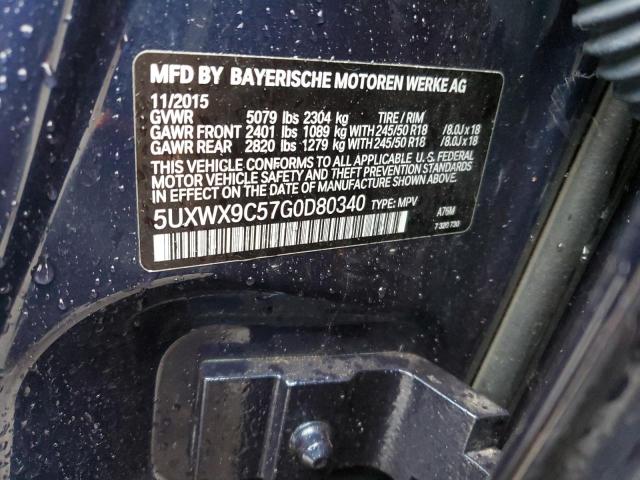 MFD BY BAYERISCHE MOTOREN WERKE AG
11/2015
GVWR 5079 lbs 2304 kg TIRE / RIM
GAWR FRONT 2401 lbs 1089 kg WITH 245/50 R18 /8.0J x 18
GAWR REAR 2820 lbs 1279 kg WITH 245/50 R18 /8.0J x 18
THIS VEHICLE CONFORMS TO ALL APPLICABLE U.S. FEDERAL
MOTOR VEHICLE SAFETY AND THEFT PREVENTION STANDARDS
IN EFFECT ON THE DATE OF MANUFACTURE SHOWN ABOVE.
5UXWX9C57G0D80340 TYPE: MPV A76M
7 320 730